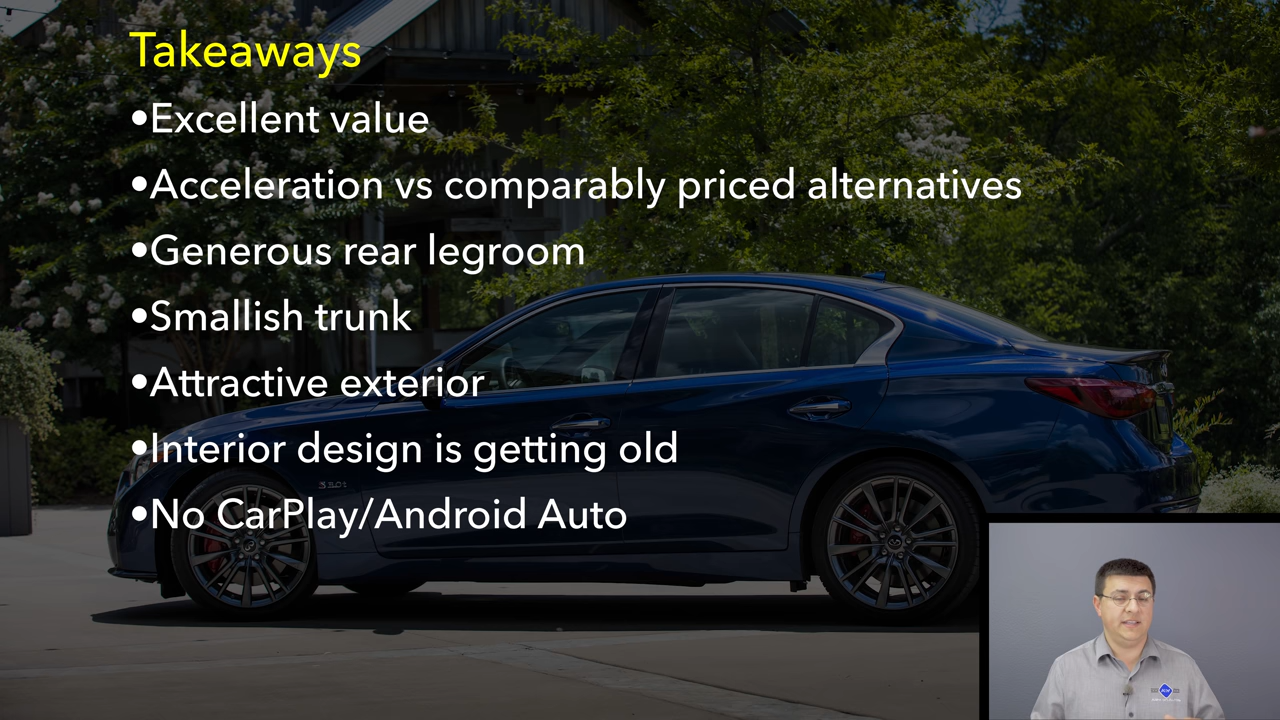 Takeaways
•Excellent value
•Acceleration vs comparably priced alternatives
•Generous rear legroom
•Smallish trunk
•Attractive exterior
•Interior design is getting old
•No CarPlay/Android Auto